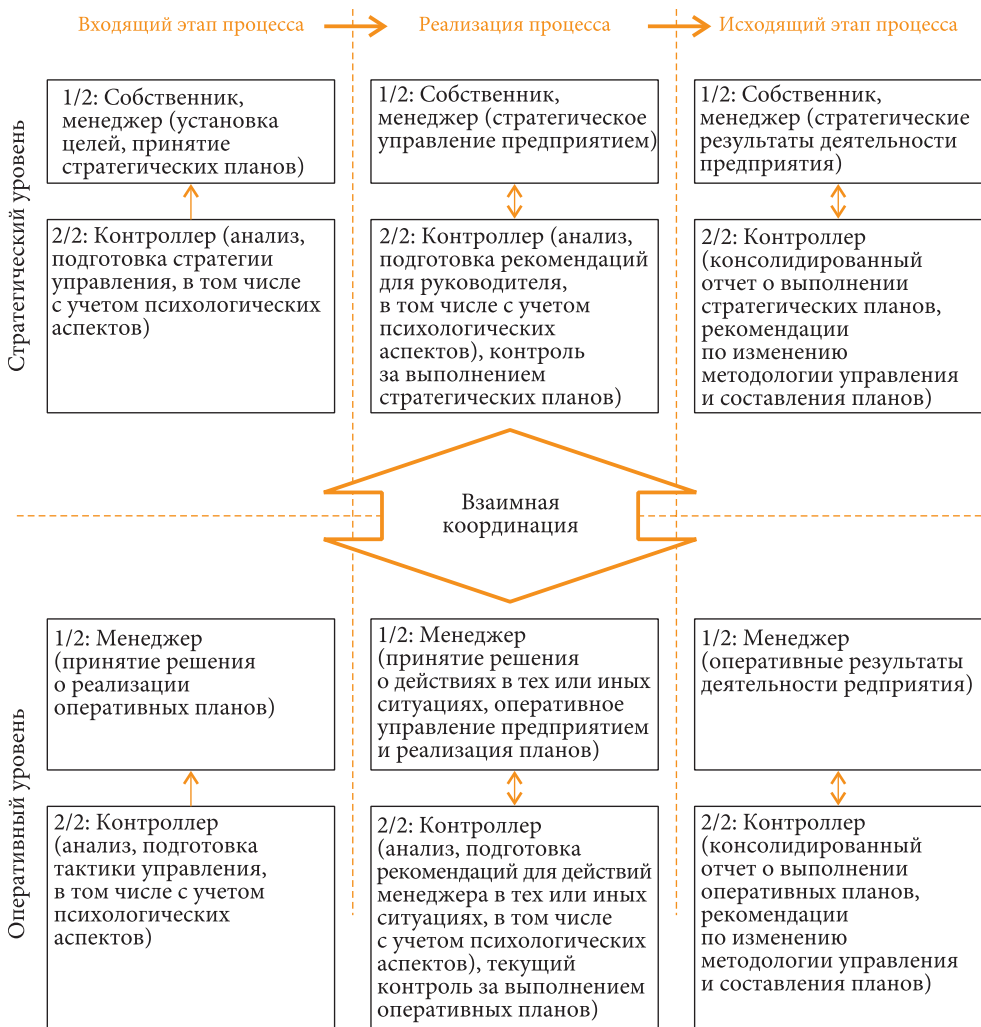 Входящий этап процесса
Реализация процесса
Исходящий этап процесса
Стратегический уровень
1/2: Собственник,
менеджер (установка
целей, принятие
стратегических планов)
1/2: Собственник,
менеджер (стратегическое
управление предприятием)
1/2: Собственник,
менеджер (стратегические
результаты деятельности
предприятия)
2/2: Контроллер (анализ,
подготовка стратегии
управления, в том числе
с учетом психологических
аспектов)
2/2: Контроллер (анализ,
подготовка рекомендаций
для руководителя,
в том числе с учетом
психологических
аспектов), контроль
за выполнением
стратегических планов)
2/2: Контроллер
(консолидированный
отчет о выполнении
стратегических планов,
рекомендации
по изменению
методологии управления
и составления планов)
Взаимная
координация
Оперативный уровень
1/2: Менеджер
(принятие решения
о реализации
оперативных планов)
1/2: Менеджер
(принятие решения
о действиях в тех или иных
ситуациях, оперативное
управление предприятием
и реализация планов)
1/2: Менеджер
(оперативные результаты
деятельности редприятия)
2/2: Контроллер
(анализ, подготовка
тактики управления,
в том числе с учетом
психологических
аспектов)
2/2: Контроллер
(анализ, подготовка
рекомендаций для действий
менеджера в тех или иных
ситуациях, в том числе
с учетом психологических
аспектов), текущий
контроль за выполнением
оперативных планов)
2/2: Контроллер
(консолидированный
отчет о выполнении
оперативных планов,
рекомендации
по изменению
методологии управления
и составления планов)